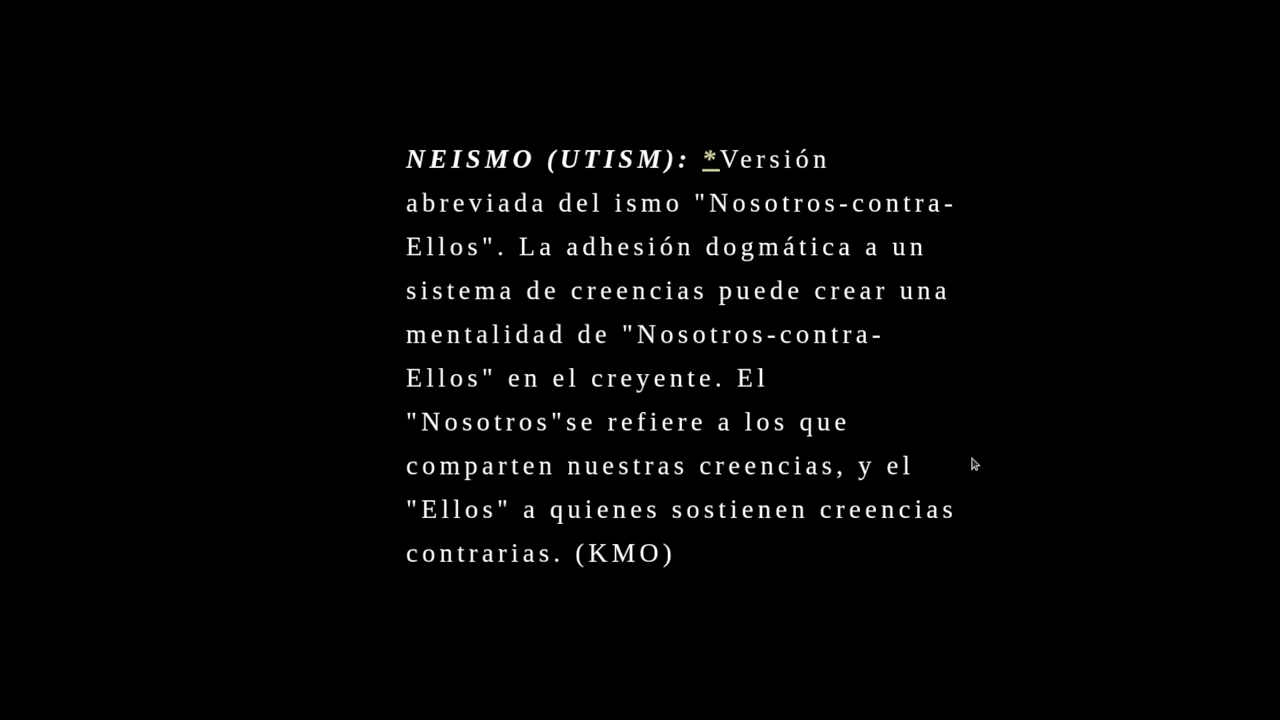 NEISMO (UTISM): *Versión
abreviada del ismo "Nosotros-contra-
Ellos". La adhesión dogmática a un
sistema de creencias puede crear una
mentalidad de "Nosotros-contra-
Ellos" en el creyente. El
"Nosotros"se refiere a los que
comparten nuestras creencias, y el
"Ellos" a quienes sostienen creencias
contrarias. (KMO)